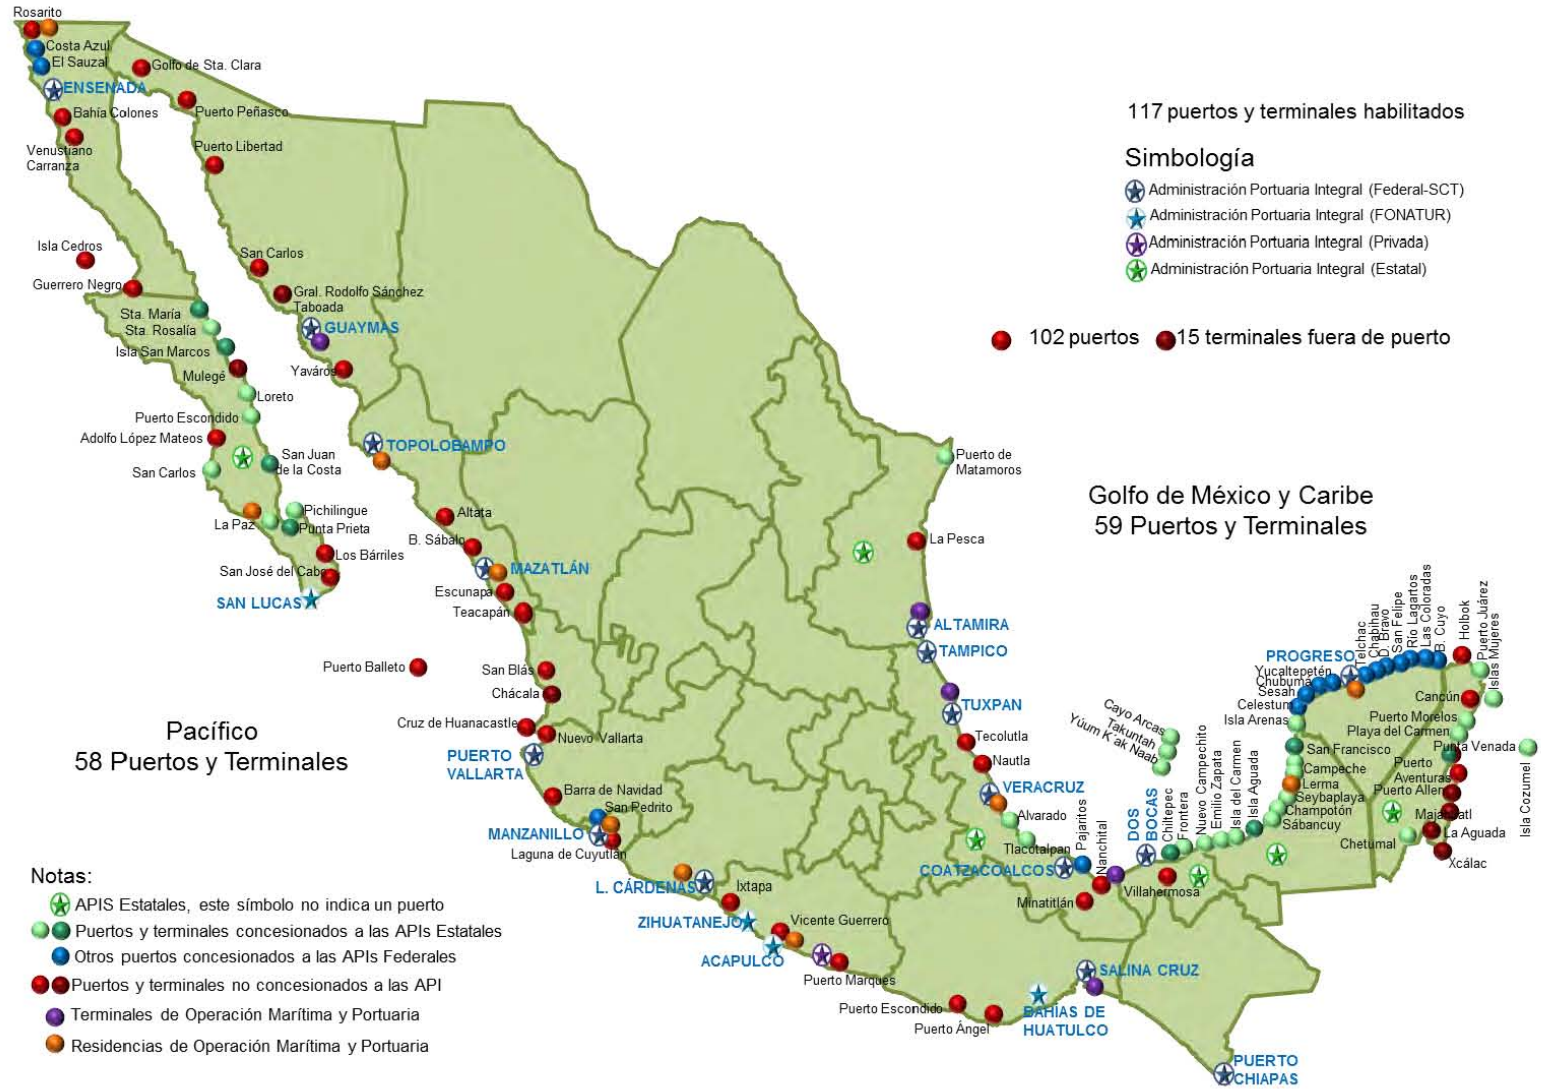 Rosarito
Costa Azul
El Sauzal
ENSENADA
Bahía Colones
Venustiano
Carranza
Golfo de Sta. Clara
Puerto Peñasco
Puerto Libertad
Isla Cedros
Guerrero Negro
San Carlos
Gral. Rodolfo Sánchez
Taboada
GUAYMAS
Yaváros
Sta. María
Sta. Rosalía
Isla San Marcos
Mulegé
Loreto
Puerto Escondido
Adolfo López Mateos
San Carlos
San Juan
de la Costa
La Paz
Pichilingue
Punta Prieta
Los Bárriles
San José del Cabo
SAN LUCAS
TOPOLOBAMPO
Altata
B. Sábalo
MAZATLÁN
Escunapa
Teacapán
Puerto Balleto
San Blás
Chácala
Cruz de Huanacastle
Nuevo Vallarta
PUERTO
VALLARTA
Barra de Navidad
San Pedrito
MANZANILLO
Laguna de Cuyutlán
L. CÁRDENAS
Ixtapa
ZIHUATANEJO
Vicente Guerrero
ACAPULCO
Puerto Marqués
Puerto Escondido
Puerto Ángel
BAHÍAS DE
HUATULCO
SALINA CRUZ
PUERTO
CHIAPAS
117 puertos y terminales habilitados
Simbología
Administración Portuaria Integral (Federal-SCT)
Administración Portuaria Integral (FONATUR)
Administración Portuaria Integral (Privada)
Administración Portuaria Integral (Estatal)
102 puertos
15 terminales fuera de puerto
Golfo de México y Caribe
59 Puertos y Terminales
Puerto de
Matamoros
La Pesca
ALTAMIRA
TAMPICO
TUXPAN
Tecolutla
Nautla
VERACRUZ
Alvarado
Tlacotalpan
COATZACOALCOS
Pajaritos
Nanchital
Minatitlán
DOS
BOCAS
Villahermosa
Chiltepec
Frontera
Nuevo Campechito
Emilio Zapata
Isla del Carmen
Isla Aguada
Cayo Arcas
Takuntah
Yúum K´ak Naab
Sábancuy
Champotón
Seybaplaya
Lerma
Campeche
San Francisco
Isla Arenas
Celestum
Sesah
Chuburna
Yucaltepetén
PROGRESO
Telchac
Chabihau
D. Bravo
San Felipe
Río Lagartos
Las Coloradas
B. Cuyo
Holbok
Puerto Juárez
Islas Mujeres
Cancún
Puerto Morelos
Playa del Carmen
Punta Venada
Isla Cozumel
Puerto
Aventuras
Puerto Allen
Majahuatl
La Aguada
Chetumal
Xcálac
Pacífico
58 Puertos y Terminales
Notas:
APIS Estatales, este símbolo no indica un puerto
Puertos y terminales concesionados a las APIs Estatales
Otros puertos concesionados a las APIs Federales
Puertos y terminales no concesionados a las API
Terminales de Operación Marítima y Portuaria
Residencias de Operación Marítima y Portuaria